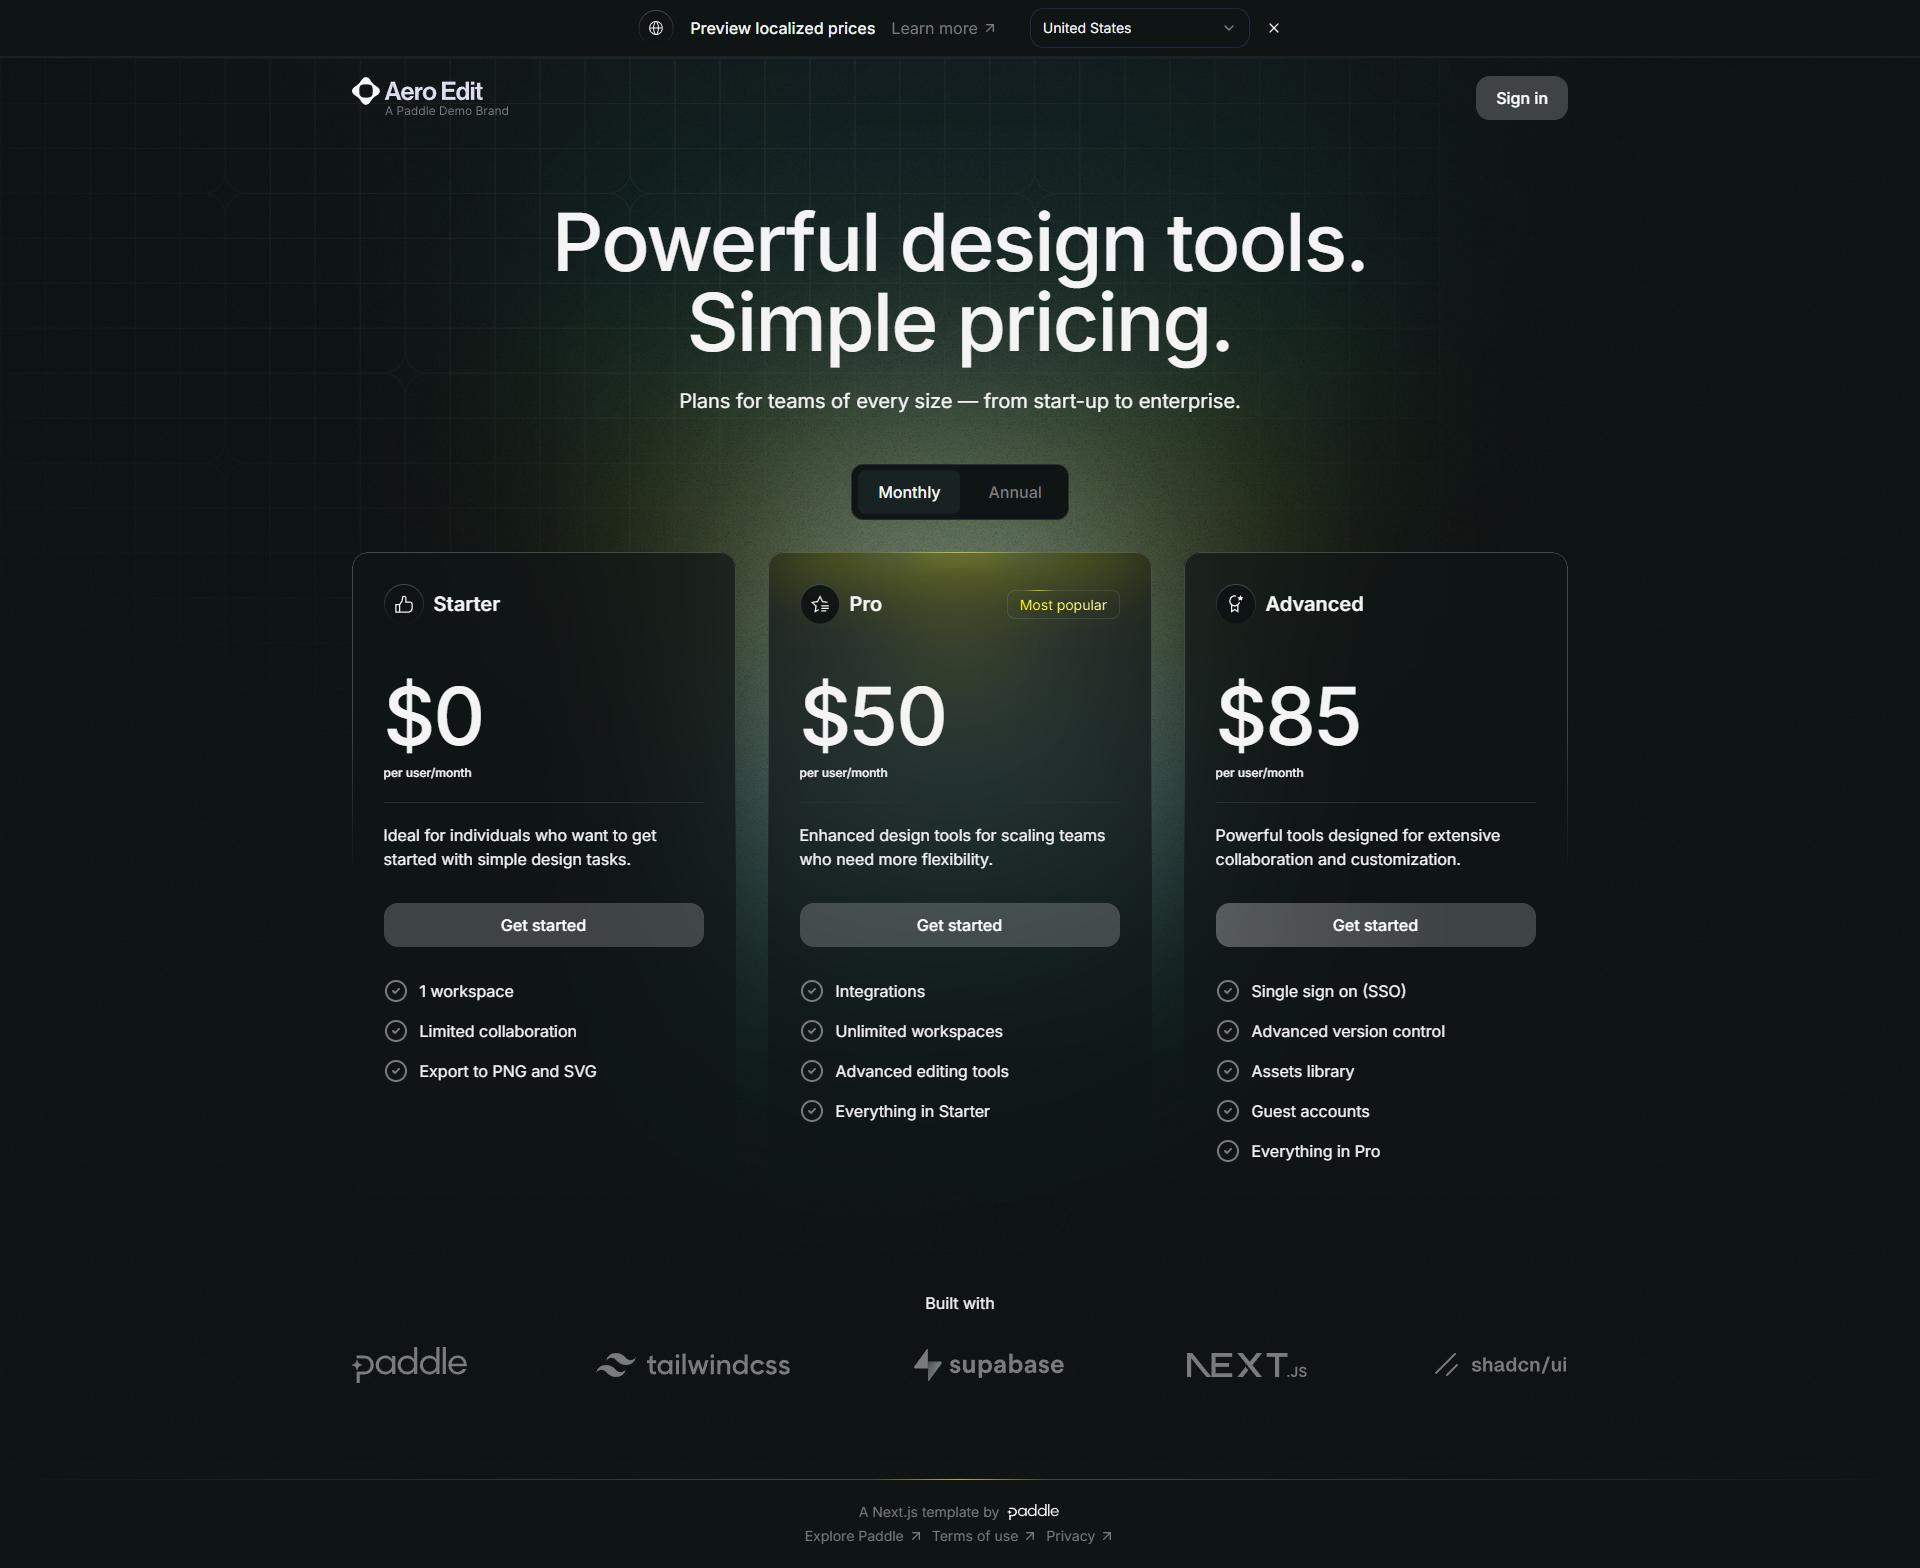 Preview localized prices Learn more
United States
Aero Edit
A Paddle Demo Brand
Sign in
Powerful design tools.
Simple pricing.
Plans for teams of every size — from start-up to enterprise.
Monthly
Annual
Starter
$0
per user/month
Ideal for individuals who want to get
started with simple design tasks.
Get started
1 workspace
Limited collaboration
Export to PNG and SVG
Pro
Most popular
$50
per user/month
Enhanced design tools for scaling teams
who need more flexibility.
Get started
Integrations
Unlimited workspaces
Advanced editing tools
Everything in Starter
Advanced
$85
per user/month
Powerful tools designed for extensive
collaboration and customization.
Get started
Single sign on (SSO)
Advanced version control
Assets library
Guest accounts
Everything in Pro
Built with
paddle
tailwindcss
supabase
NEXT.JS
shadcn/ui
A Next.js template by paddle
Explore Paddle Terms of use Privacy